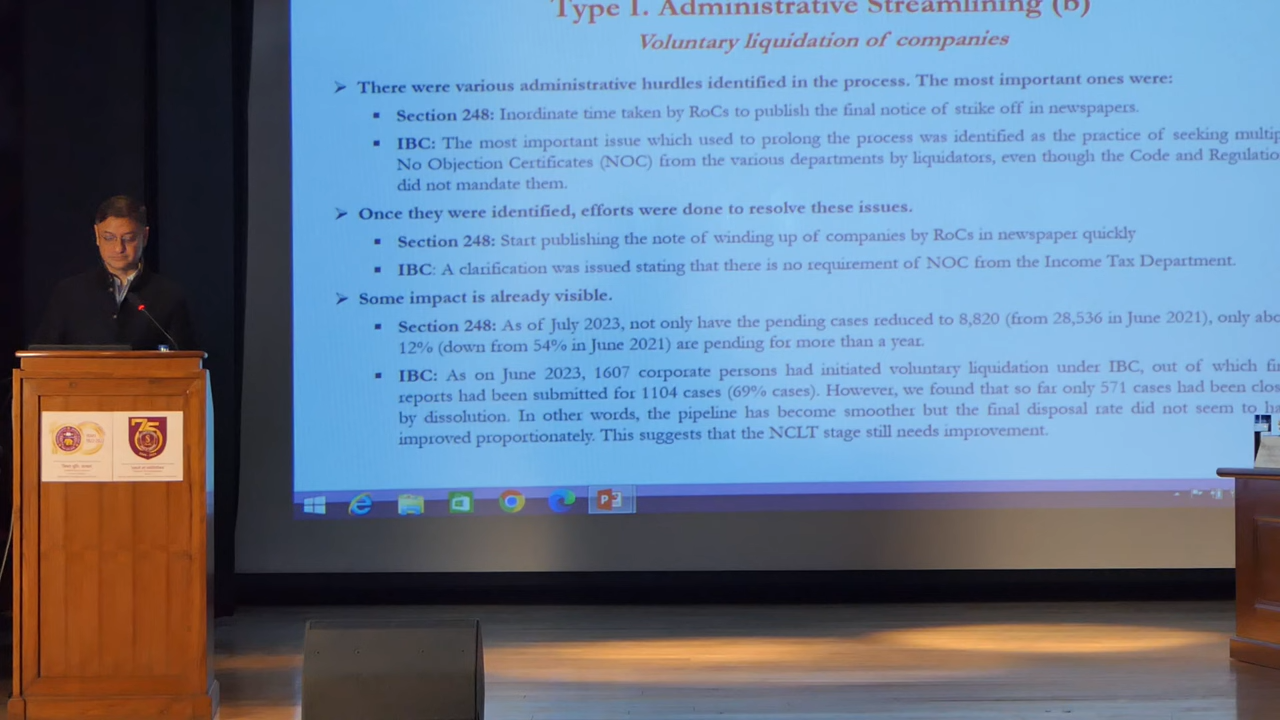 Type I. Administrative Streamlining (b)
Voluntary liquidation of companies
There were various administrative hurdles identified in the process. The most important ones were:
Section 248: Inordinate time taken by RoCs to publish the final notice of strike off in newspapers.
IBC: The most important issue which used to prolong the process was identified as the practice of seeking multip
No Objection Certificates (NOC) from the various departments by liquidators, even though the Code and Regulatio
did not mandate them.
Once they were identified, efforts were done to resolve these issues.
Section 248: Start publishing the note of winding up of companies by RoCs in newspaper quickly
IBC: A clarification was issued stating that there is no requirement of NOC from the Income Tax Department.
Some impact is already visible.
Section 248: As of July 2023, not only have the pending cases reduced to 8,820 (from 28,536 in June 2021), only abo
12% (down from 54% in June 2021) are pending for more than a year.
IBC: As on June 2023, 1607 corporate persons had initiated voluntary liquidation under IBC, out of which fi
reports had been submitted for 1104 cases (69% cases). However, we found that so far only 571 cases had been clos
by dissolution. In other words, the pipeline has become smoother but the final disposal rate did not seem to ha
improved proportionately. This suggests that the NCLT stage still needs improvement.
75